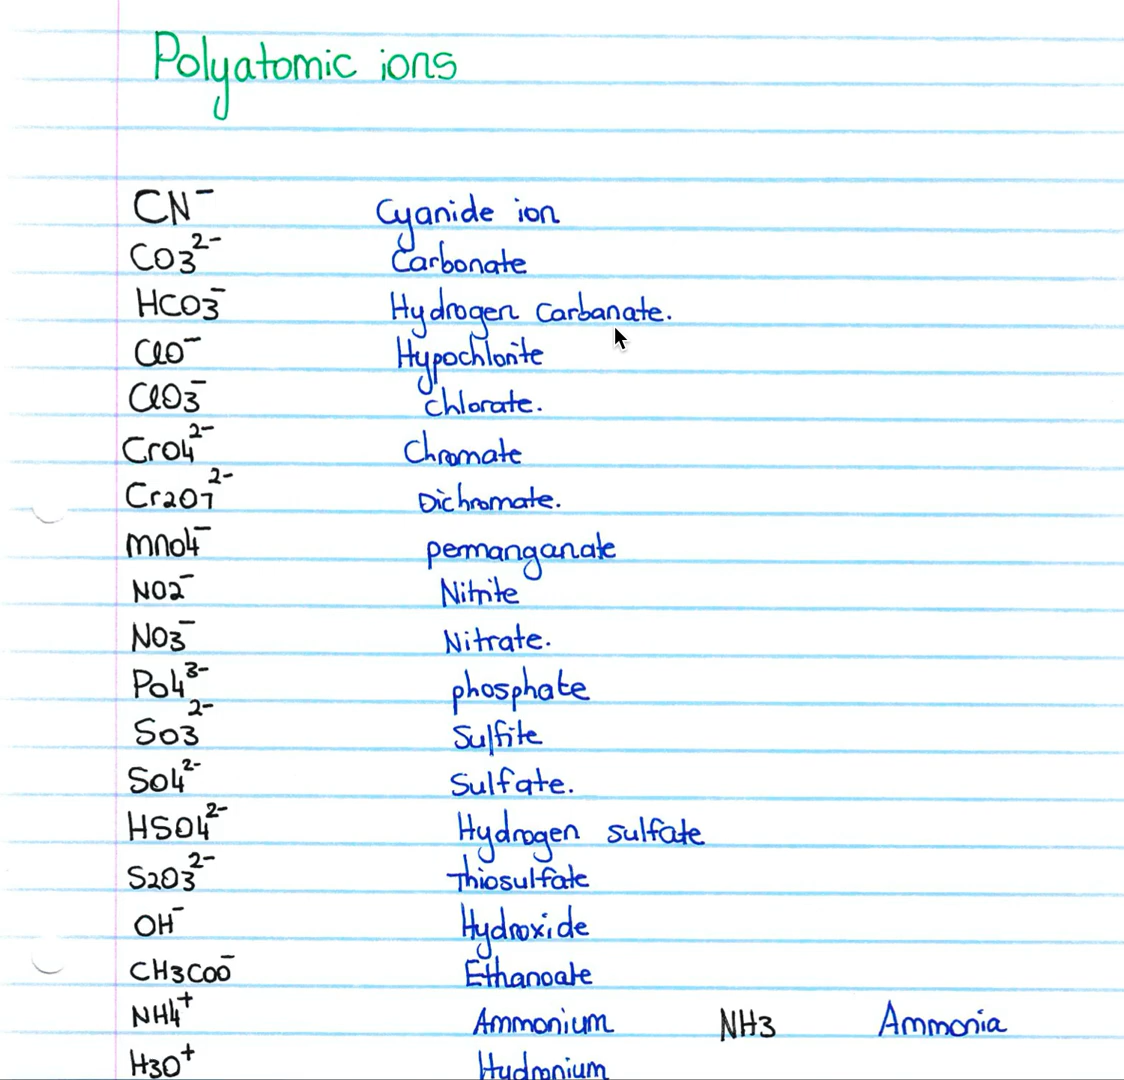 Polyatomic ions
CN⁻ Cyanide ion
CO3²⁻ Carbonate
HCO3⁻ Hydrogen Carbanate.
ClO⁻ Hypochlorite
ClO3⁻ chlorate.
CrO4²⁻ Chromate
Cr2O7²⁻ Dichromate.
mno4⁻ permanganate
NO2⁻ Nitrite
NO3⁻ Nitrate.
Po4³⁻ phosphate
So3²⁻ Sulfite
So4²⁻ Sulfate.
HSO4²⁻ Hydrogen sulfate
S2O3²⁻ Thiosulfate
OH⁻ Hydroxide
CH3COO⁻ Ethanoate
NH4⁺ Ammonium NH3 Ammonia
H3O⁺ Hydronium